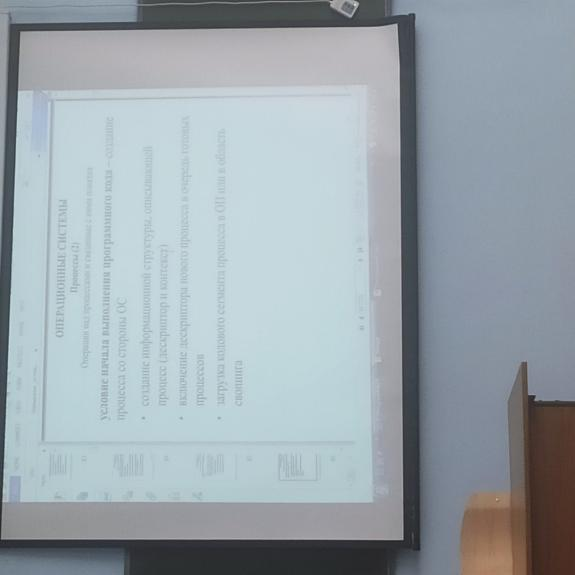 ОПЕРАЦИОННЫЕ СИСТЕМЫ
Процессы (2)
Операции над процессами и связанные с ними понятия
условие начала выполнения программного кода – создание
процесса со стороны ОС
• создание информационной структуры, описывающей
процесс (дескриптор и контекст)
• включение дескриптора нового процесса в очередь готовых
процессов
• загрузка кодового сегмента процесса в ОП или в область
свопинга